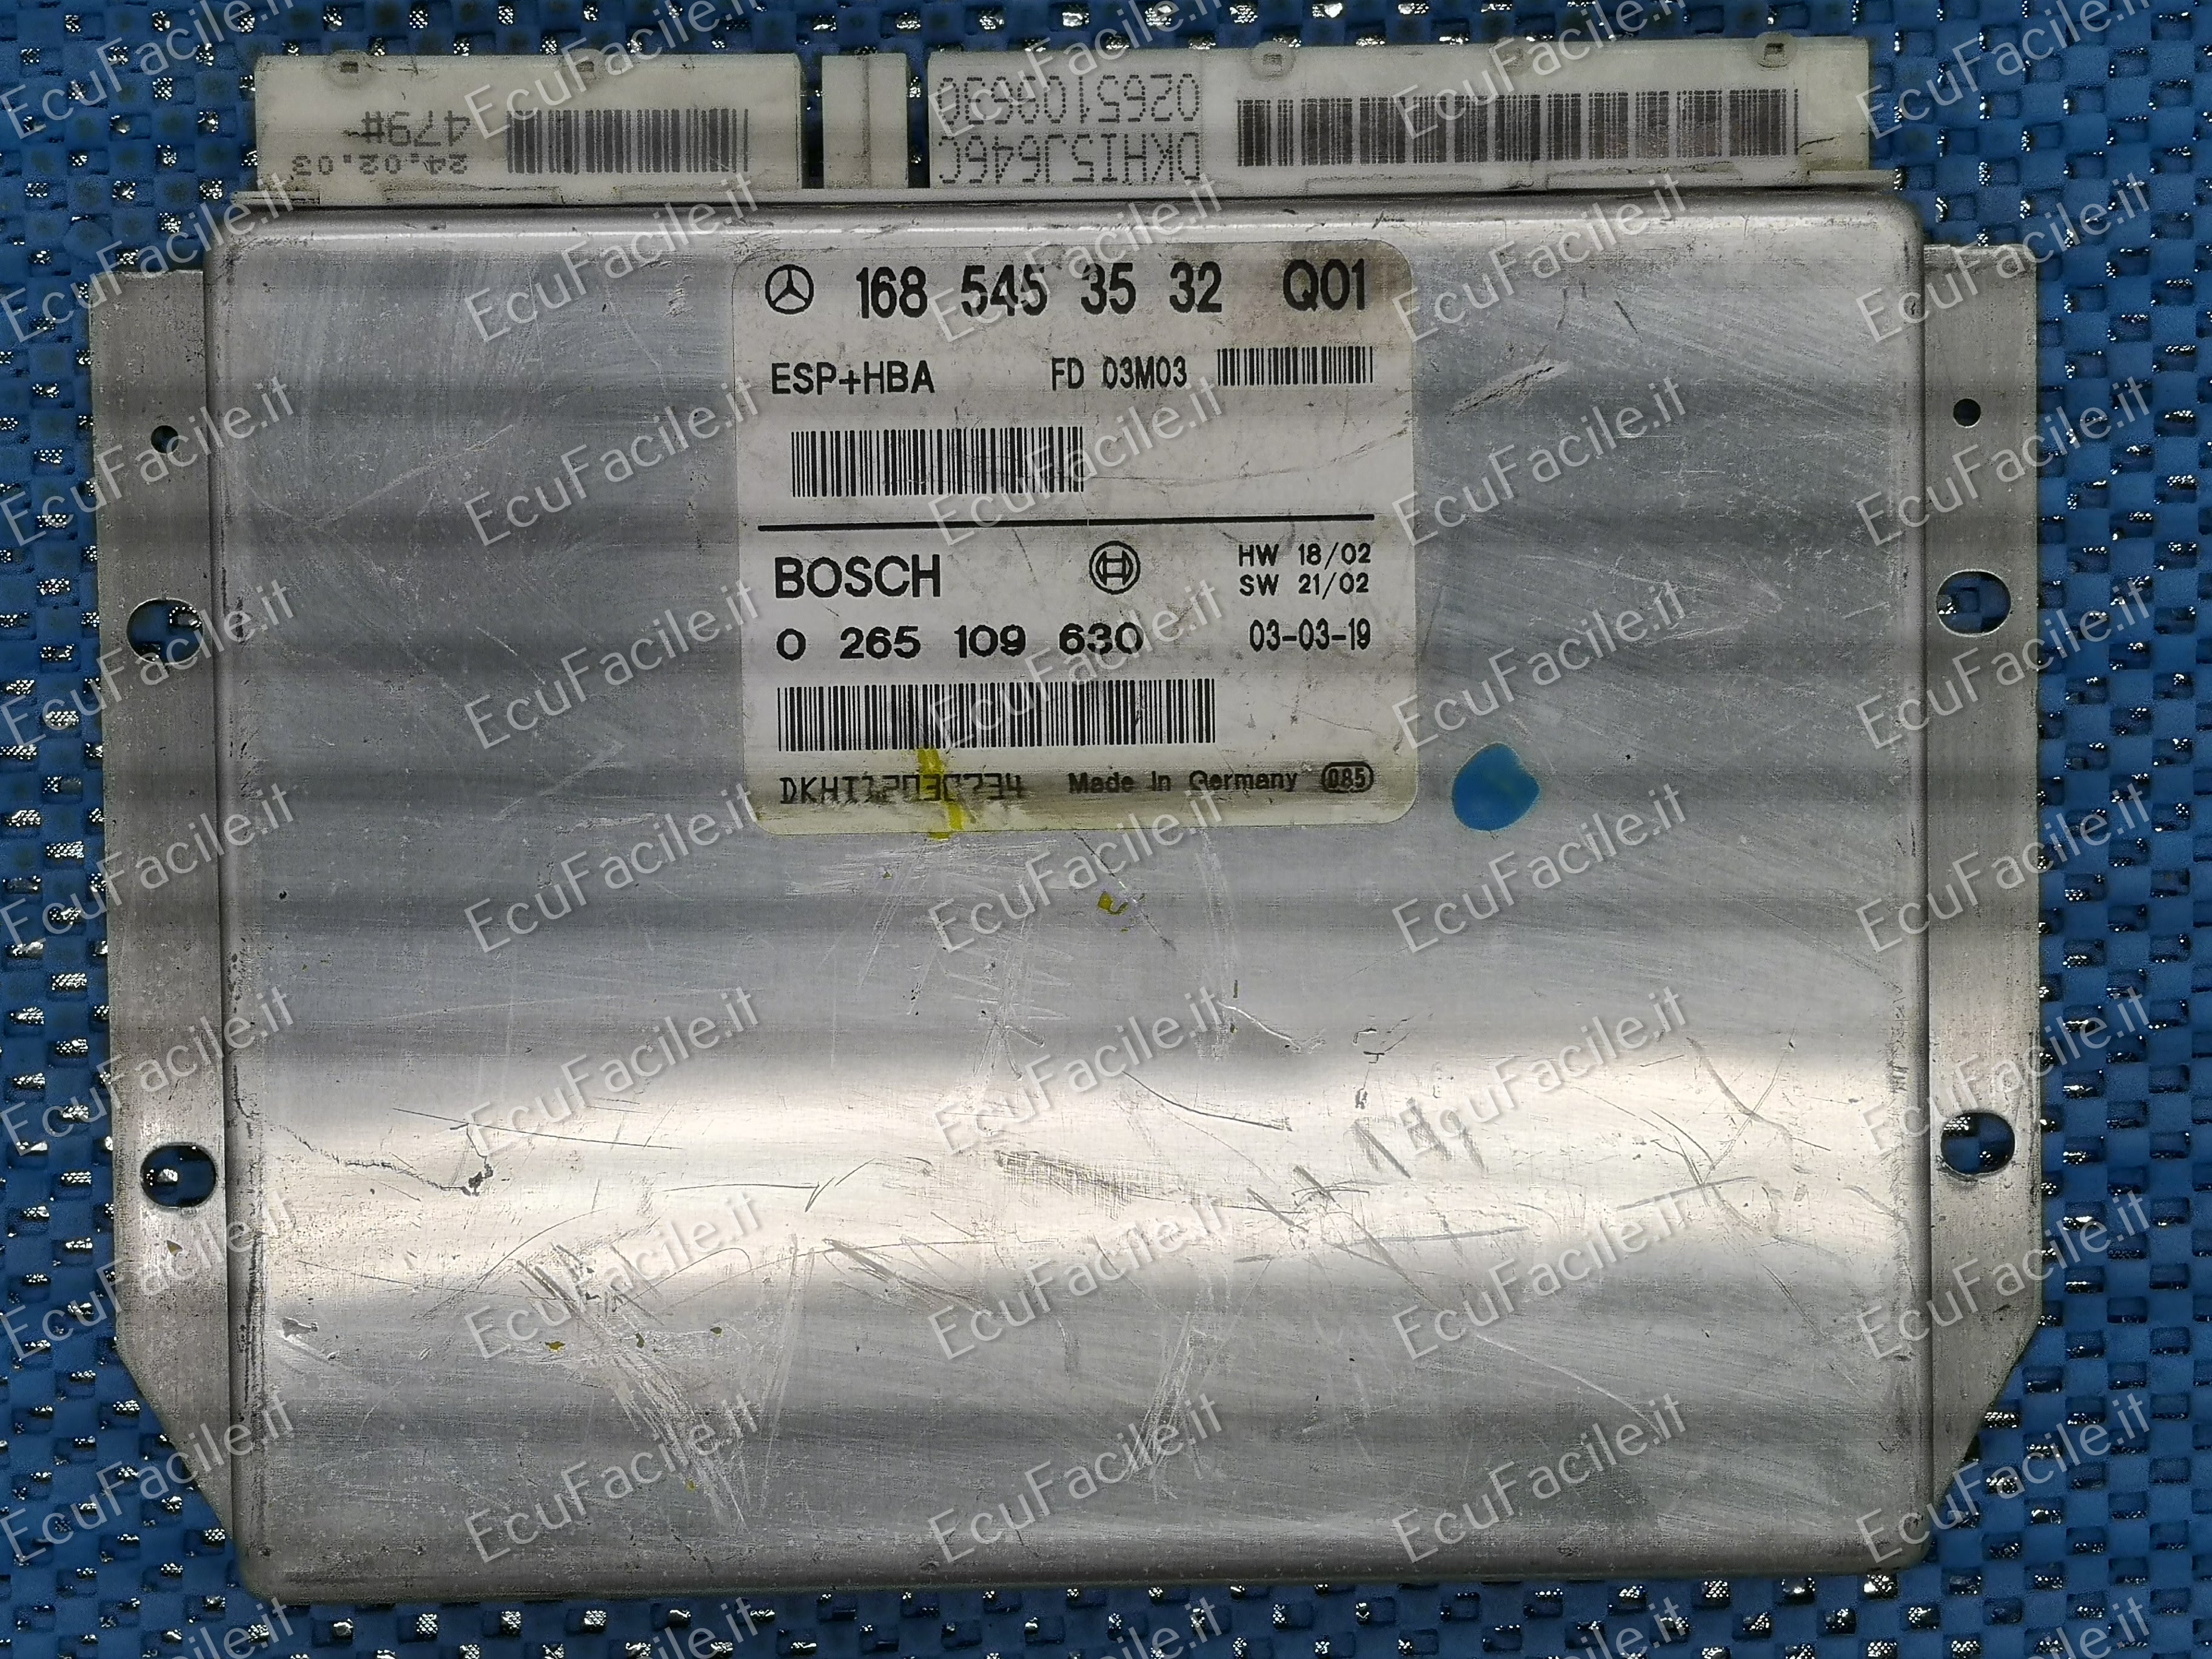 479#
24.02.03
DKHI5J646C
168 545 35 32 Q01
ESP+HBA FD 03M03
BOSCH HW 18/02
SW 21/02
0 265 109 630 03-03-19
Made In Germany 085
EcuFacile.it